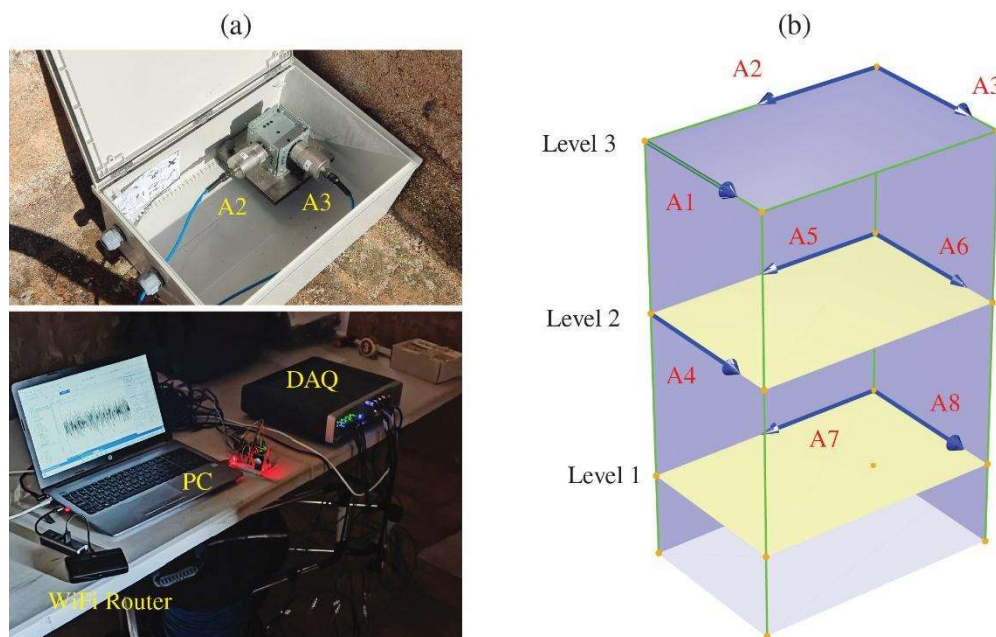 (a)
(b)
A2
A3
DAQ
PC
WiFi Router
A2
A3
Level 3
A1
A5
A6
Level 2
A4
A8
A7
Level 1